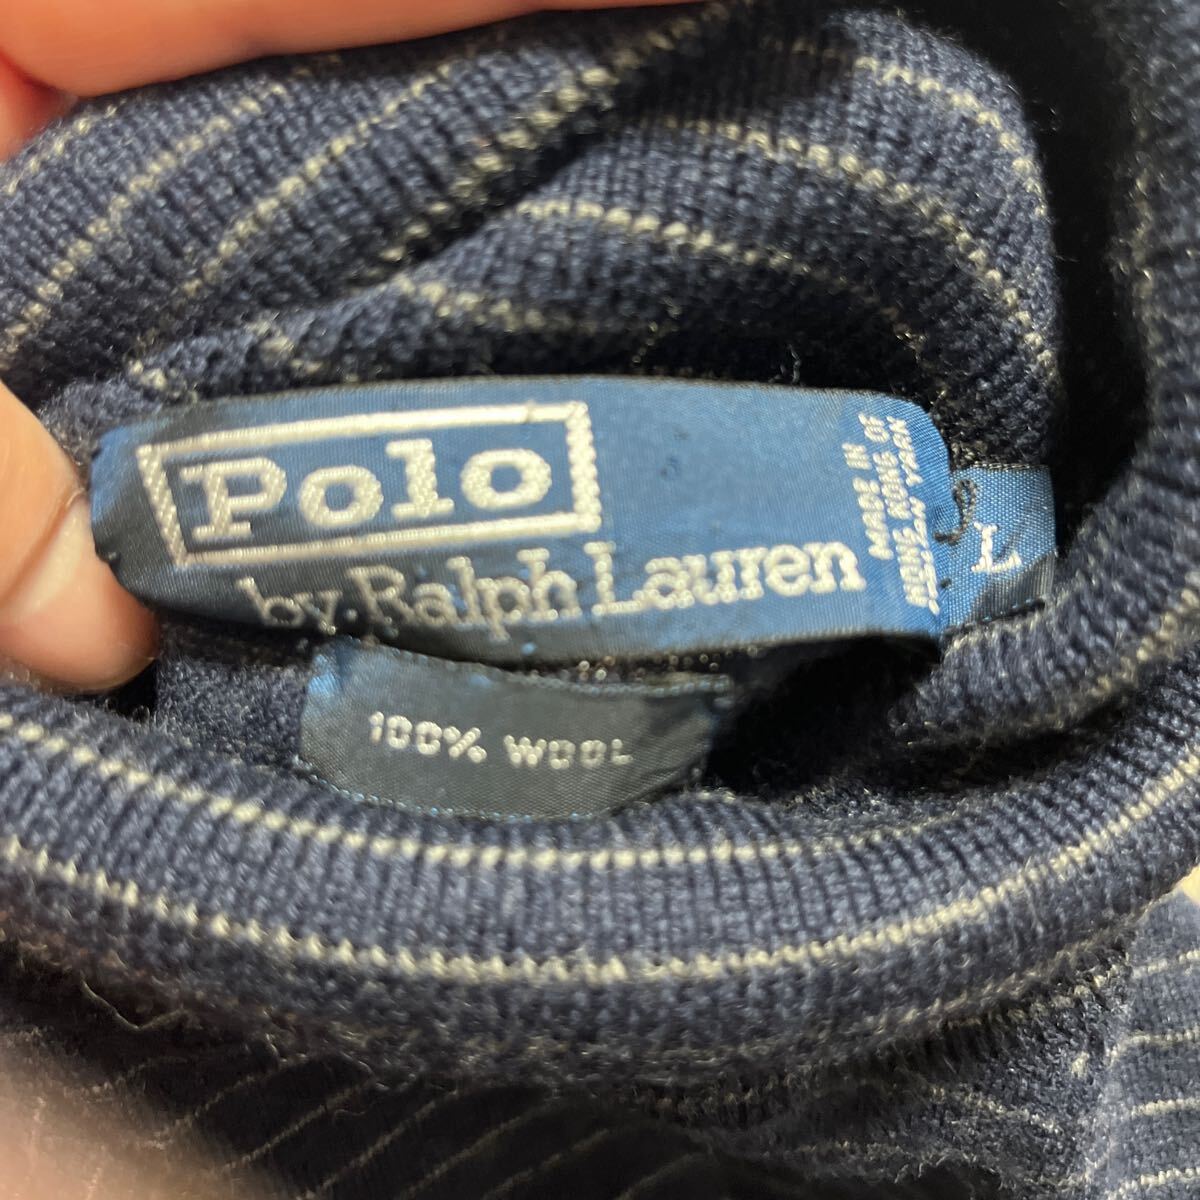 Polo
by Ralph Lauren
MADE IN
HONG KONG OF
L
100% WOOL